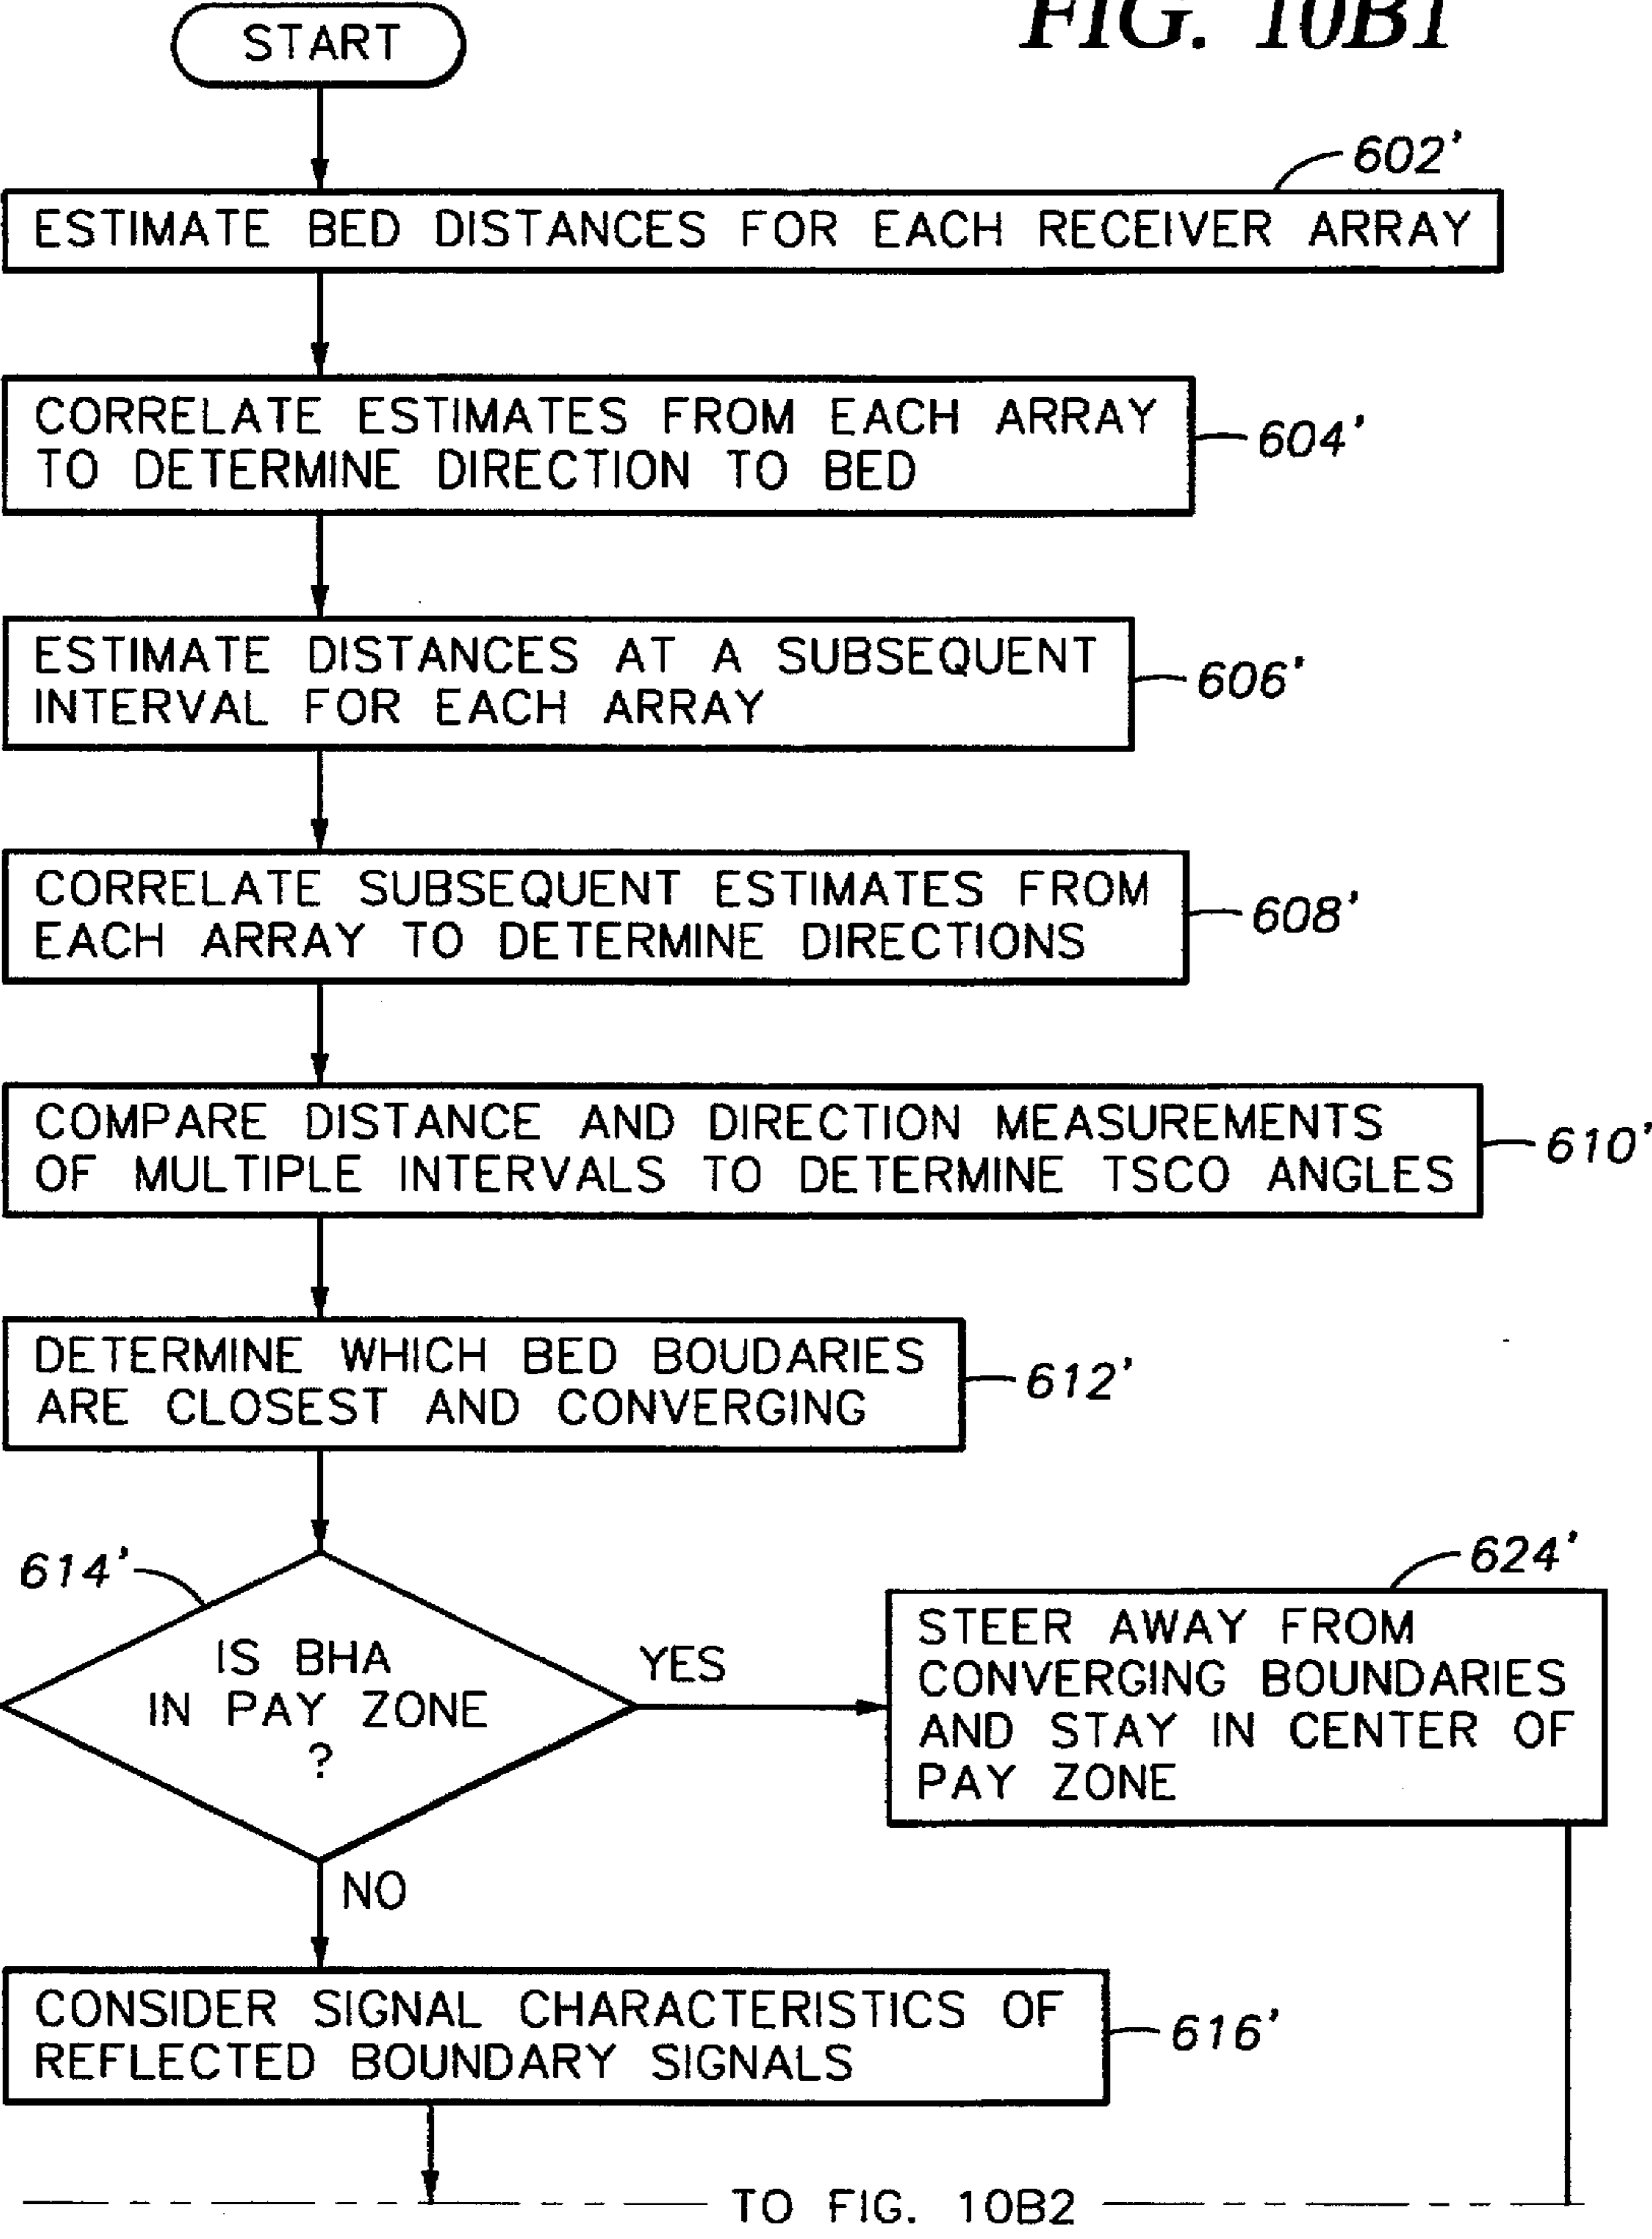 FIG. 10B1
START
602'
ESTIMATE BED DISTANCES FOR EACH RECEIVER ARRAY
CORRELATE ESTIMATES FROM EACH ARRAY
TO DETERMINE DIRECTION TO BED
604'
ESTIMATE DISTANCES AT A SUBSEQUENT
INTERVAL FOR EACH ARRAY
606'
CORRELATE SUBSEQUENT ESTIMATES FROM
EACH ARRAY TO DETERMINE DIRECTIONS
608'
COMPARE DISTANCE AND DIRECTION MEASUREMENTS
OF MULTIPLE INTERVALS TO DETERMINE TSCO ANGLES
610'
DETERMINE WHICH BED BOUDARIES
ARE CLOSEST AND CONVERGING
612'
614'
IS BHA
IN PAY ZONE
?
YES
624'
STEER AWAY FROM
CONVERGING BOUNDARIES
AND STAY IN CENTER OF
PAY ZONE
NO
CONSIDER SIGNAL CHARACTERISTICS OF
REFLECTED BOUNDARY SIGNALS
616'
TO FIG. 10B2